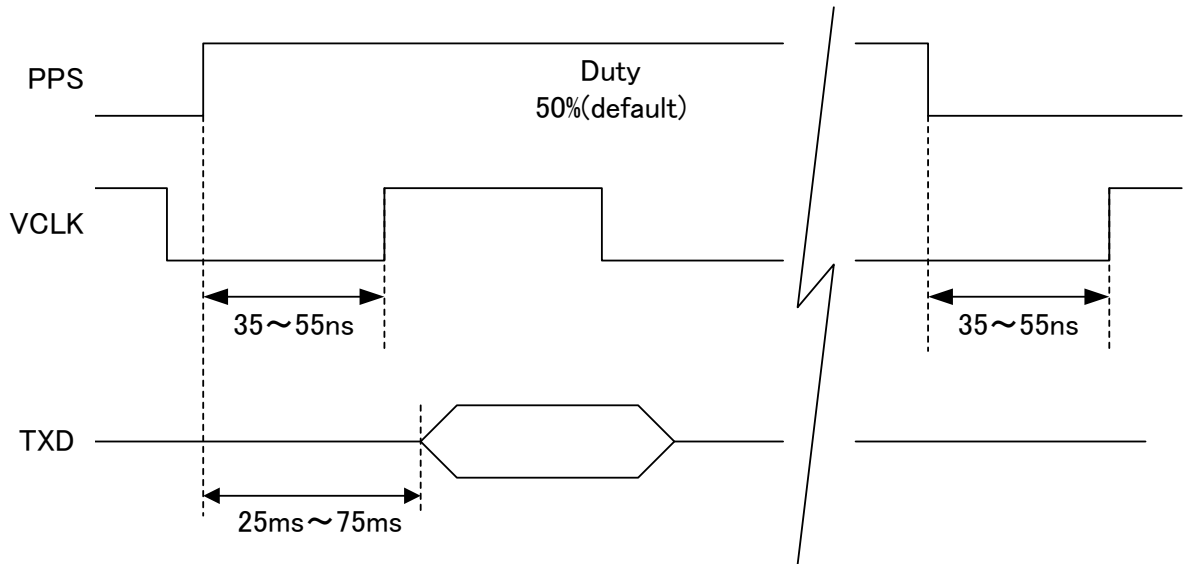 PPS
Duty
50%(default)
VCLK
35～55ns
35～55ns
TXD
25ms～75ms